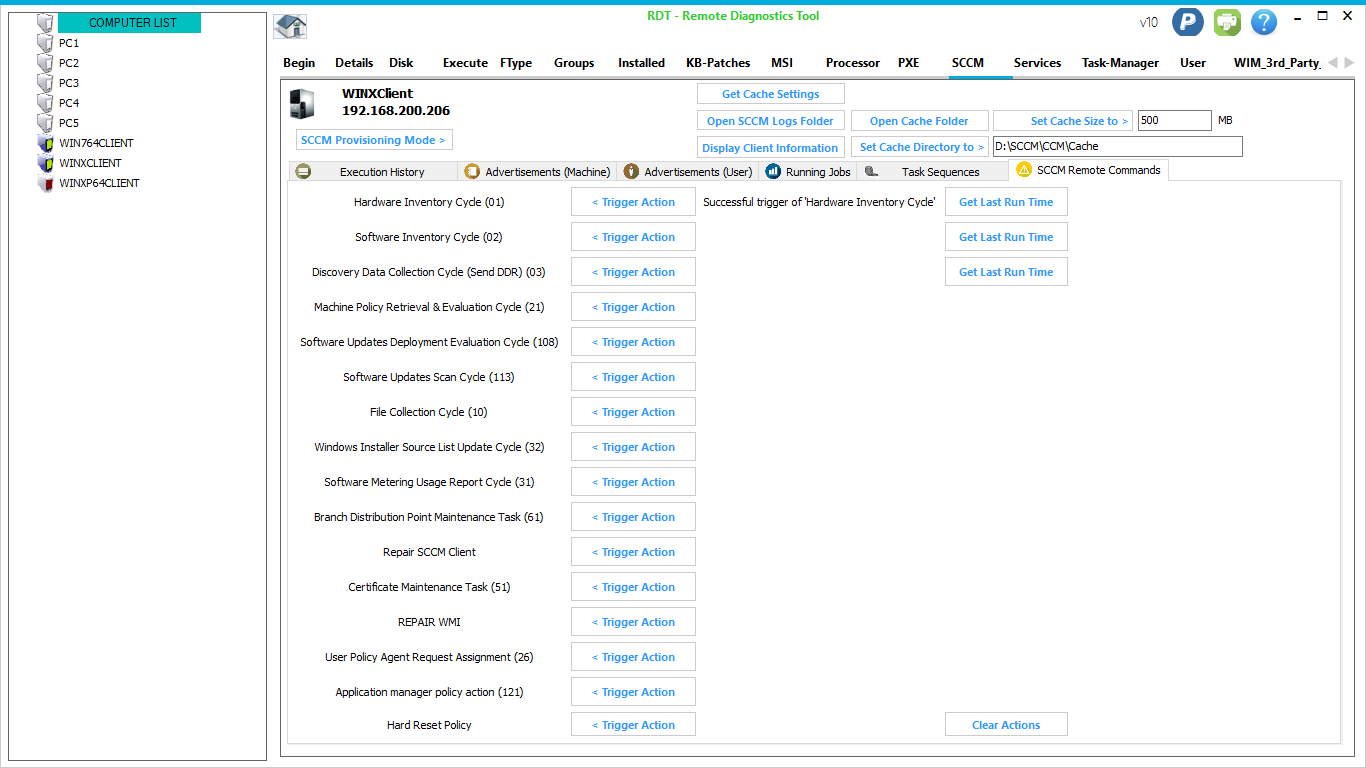 COMPUTER LIST
PC1
PC2
PC3
PC4
PC5
WIN764CLIENT
WINXCLIENT
WINXP64CLIENT
RDT - Remote Diagnostics Tool
v10
Begin Details Disk Execute FType Groups Installed KB-Patches MSI Processor PXE SCCM Services Task-Manager User WIM_3rd_Party_
WINXClient
192.168.200.206
SCCM Provisioning Mode >
Get Cache Settings
Open SCCM Logs Folder Open Cache Folder Set Cache Size to > 500 MB
Display Client Information Set Cache Directory to > D:\SCCM\CCM\Cache
Execution History Advertisements (Machine) Advertisements (User) Running Jobs Task Sequences SCCM Remote Commands
Hardware Inventory Cycle (01) < Trigger Action Successful trigger of 'Hardware Inventory Cycle' Get Last Run Time
Software Inventory Cycle (02) < Trigger Action Get Last Run Time
Discovery Data Collection Cycle (Send DDR) (03) < Trigger Action Get Last Run Time
Machine Policy Retrieval & Evaluation Cycle (21) < Trigger Action
Software Updates Deployment Evaluation Cycle (108) < Trigger Action
Software Updates Scan Cycle (113) < Trigger Action
File Collection Cycle (10) < Trigger Action
Windows Installer Source List Update Cycle (32) < Trigger Action
Software Metering Usage Report Cycle (31) < Trigger Action
Branch Distribution Point Maintenance Task (61) < Trigger Action
Repair SCCM Client < Trigger Action
Certificate Maintenance Task (51) < Trigger Action
REPAIR WMI < Trigger Action
User Policy Agent Request Assignment (26) < Trigger Action
Application manager policy action (121) < Trigger Action
Hard Reset Policy < Trigger Action Clear Actions